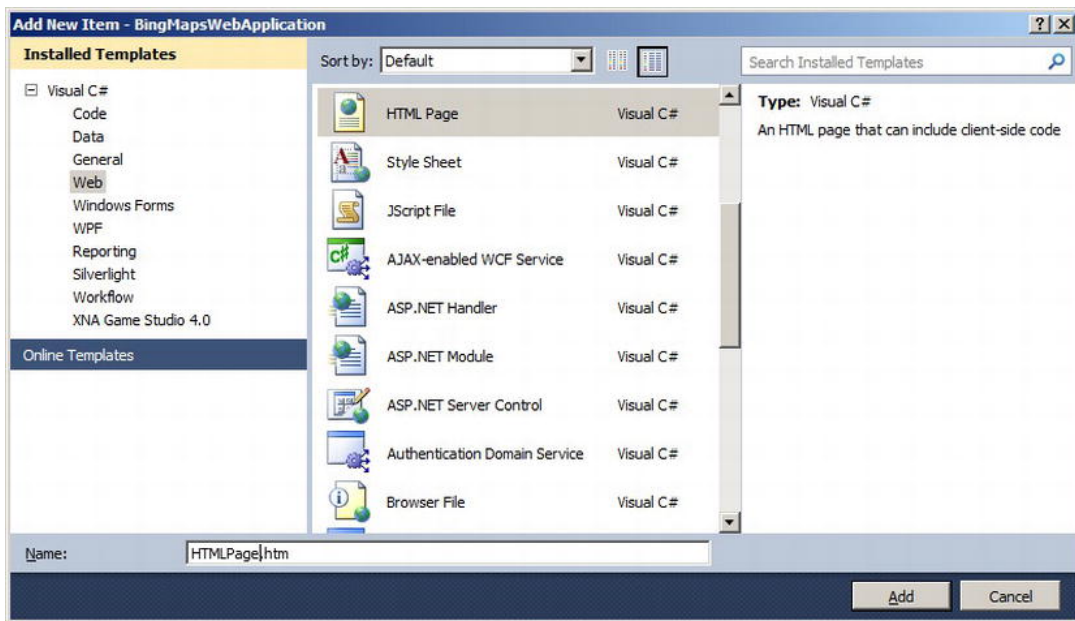 Add New Item - BingMapsWebApplication
Installed Templates
Sort by: Default
Search Installed Templates
Visual C#
Code
Data
General
Web
Windows Forms
WPF
Reporting
Silverlight
Workflow
XNA Game Studio 4.0
Online Templates
HTML Page Visual C#
Style Sheet Visual C#
JScript File Visual C#
AJAX-enabled WCF Service Visual C#
ASP.NET Handler Visual C#
ASP.NET Module Visual C#
ASP.NET Server Control Visual C#
Authentication Domain Service Visual C#
Browser File Visual C#
Type: Visual C#
An HTML page that can include client-side code
Name: HTMLPage.htm
Add Cancel